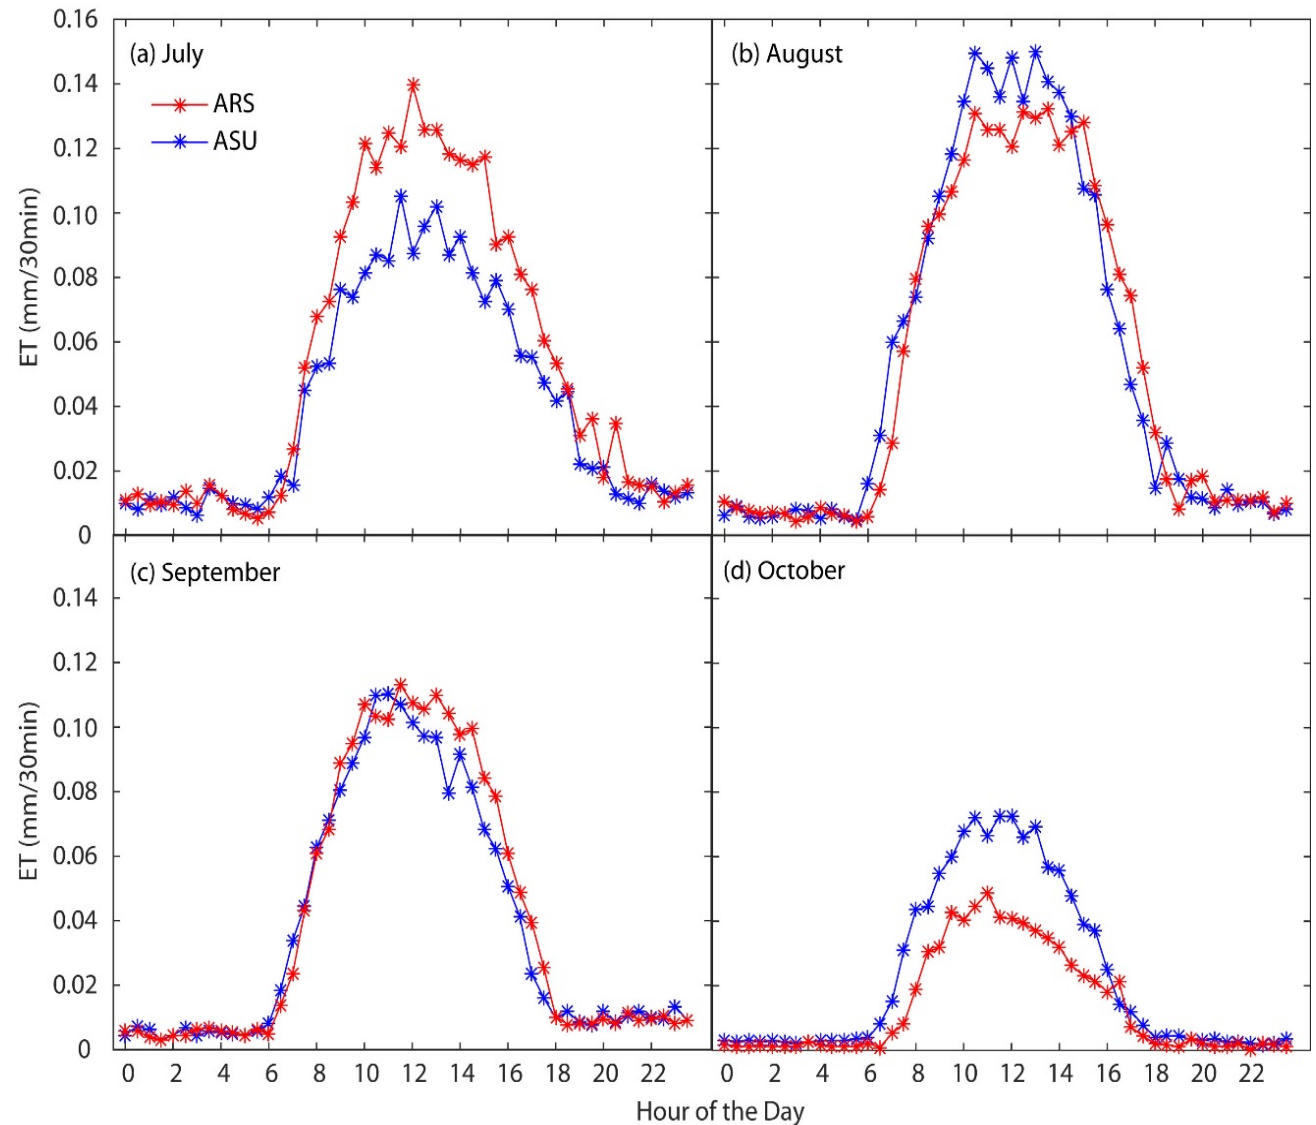 0.16
(a) July
(b) August
0.14
ARS
ASU
0.12
0.10
0.08
0.06
0.04
0.02
0
ET (mm/30min)
(c) September
(d) October
0.14
0.12
0.10
0.08
0.06
0.04
0.02
0
ET (mm/30min)
0 2 4 6 8 10 12 14 16 18 20 22 0 2 4 6 8 10 12 14 16 18 20 22
Hour of the Day